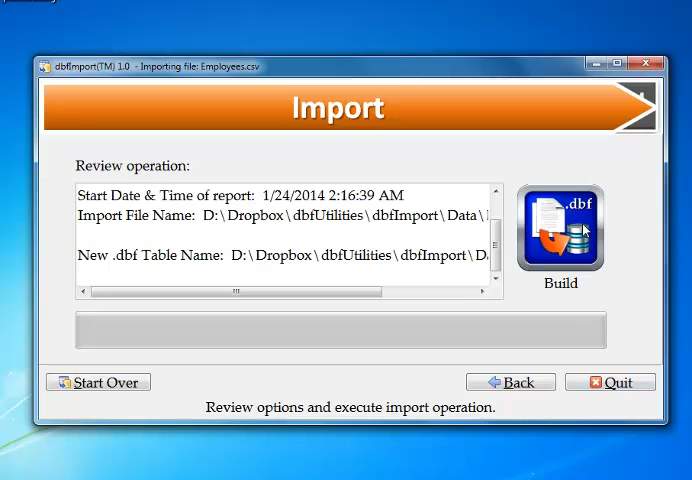 dbfImport(TM) 1.0 - Importing file: Employees.csv
Import
Review operation:
Start Date & Time of report: 1/24/2014 2:16:39 AM
Import File Name: D:\Dropbox\dbfUtilities\dbfImport\Data\
New .dbf Table Name: D:\Dropbox\dbfUtilities\dbfImport\D
.dbf
Build
Start Over
Back
Quit
Review options and execute import operation.